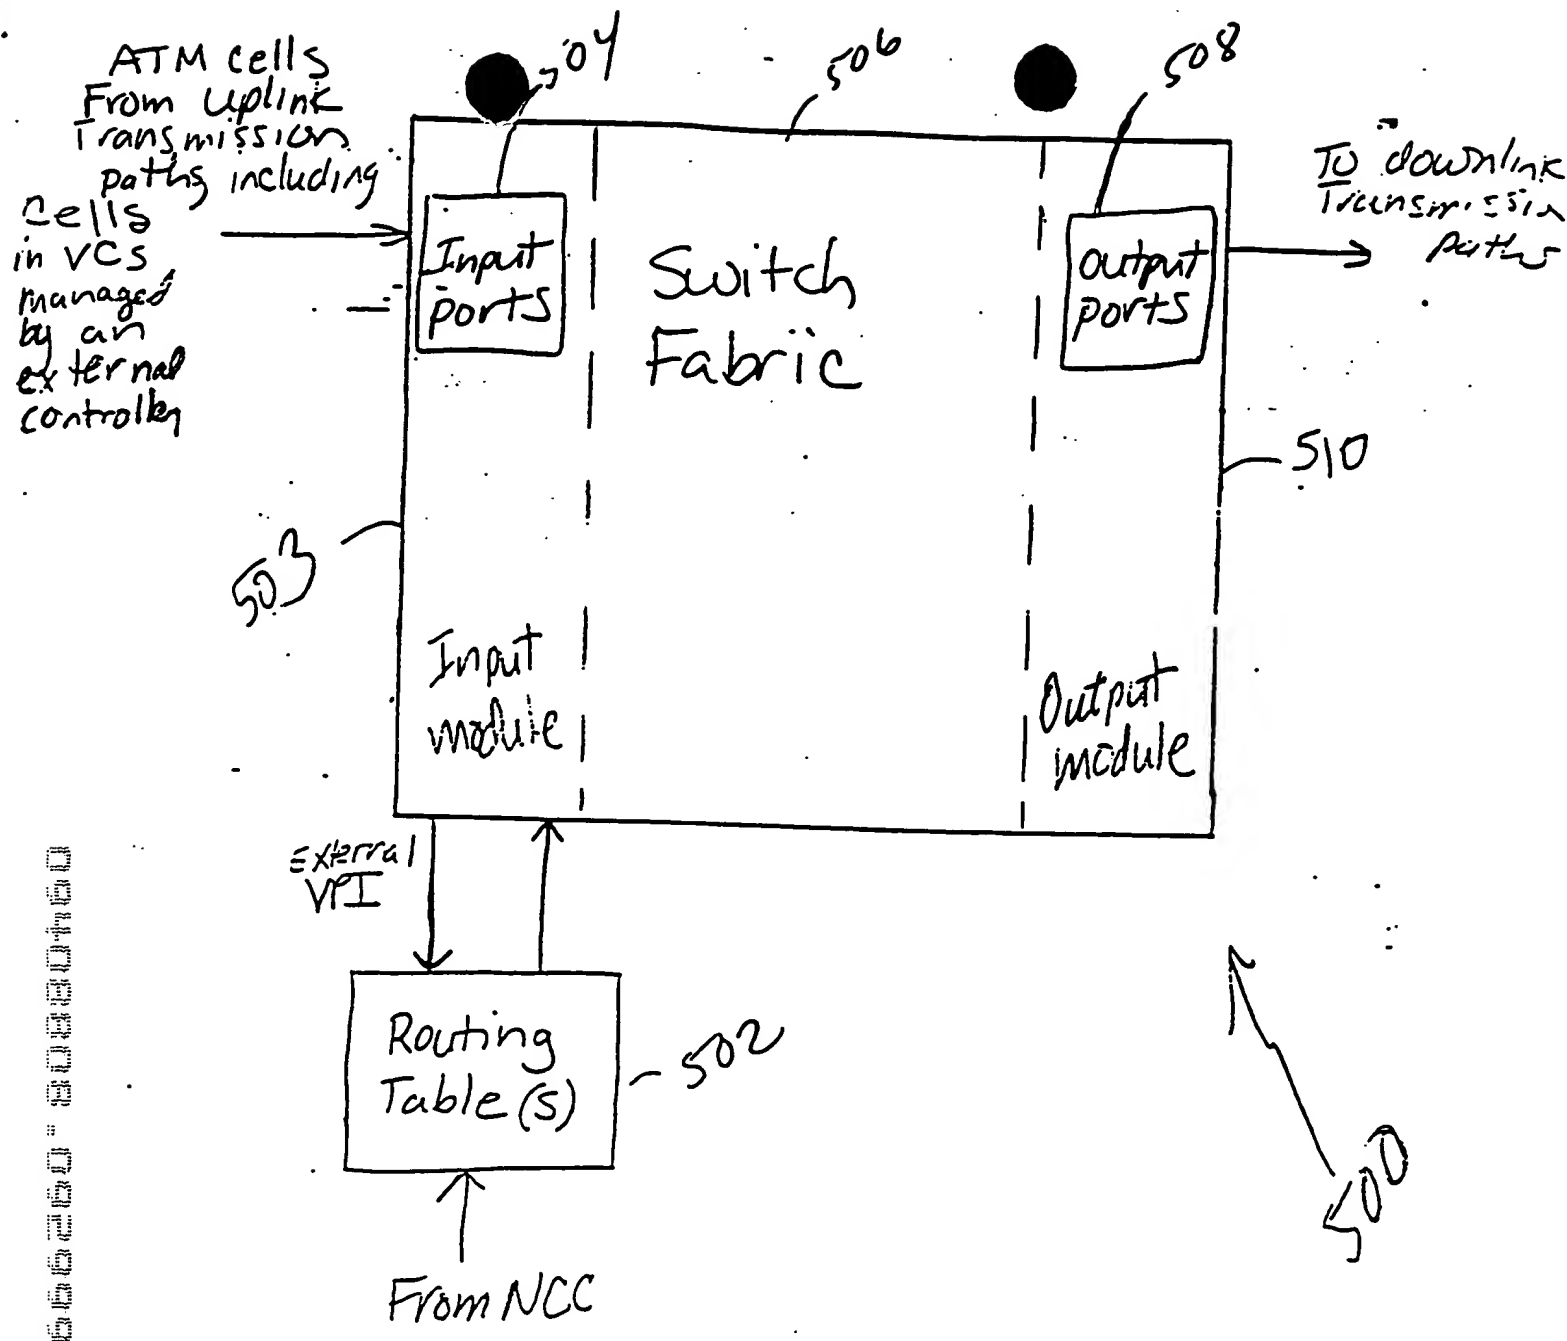 ATM cells
From uplink
Transmission
paths including
cells
in VCs
managed
by an
external
controller
504
506
508
To downlink
Transmission
paths
Input
ports
Switch
Fabric
output
ports
510
503
Input
module
Output
module
External
VPI
Routing
Table(s)
502
500
From NCC
09408808.092999